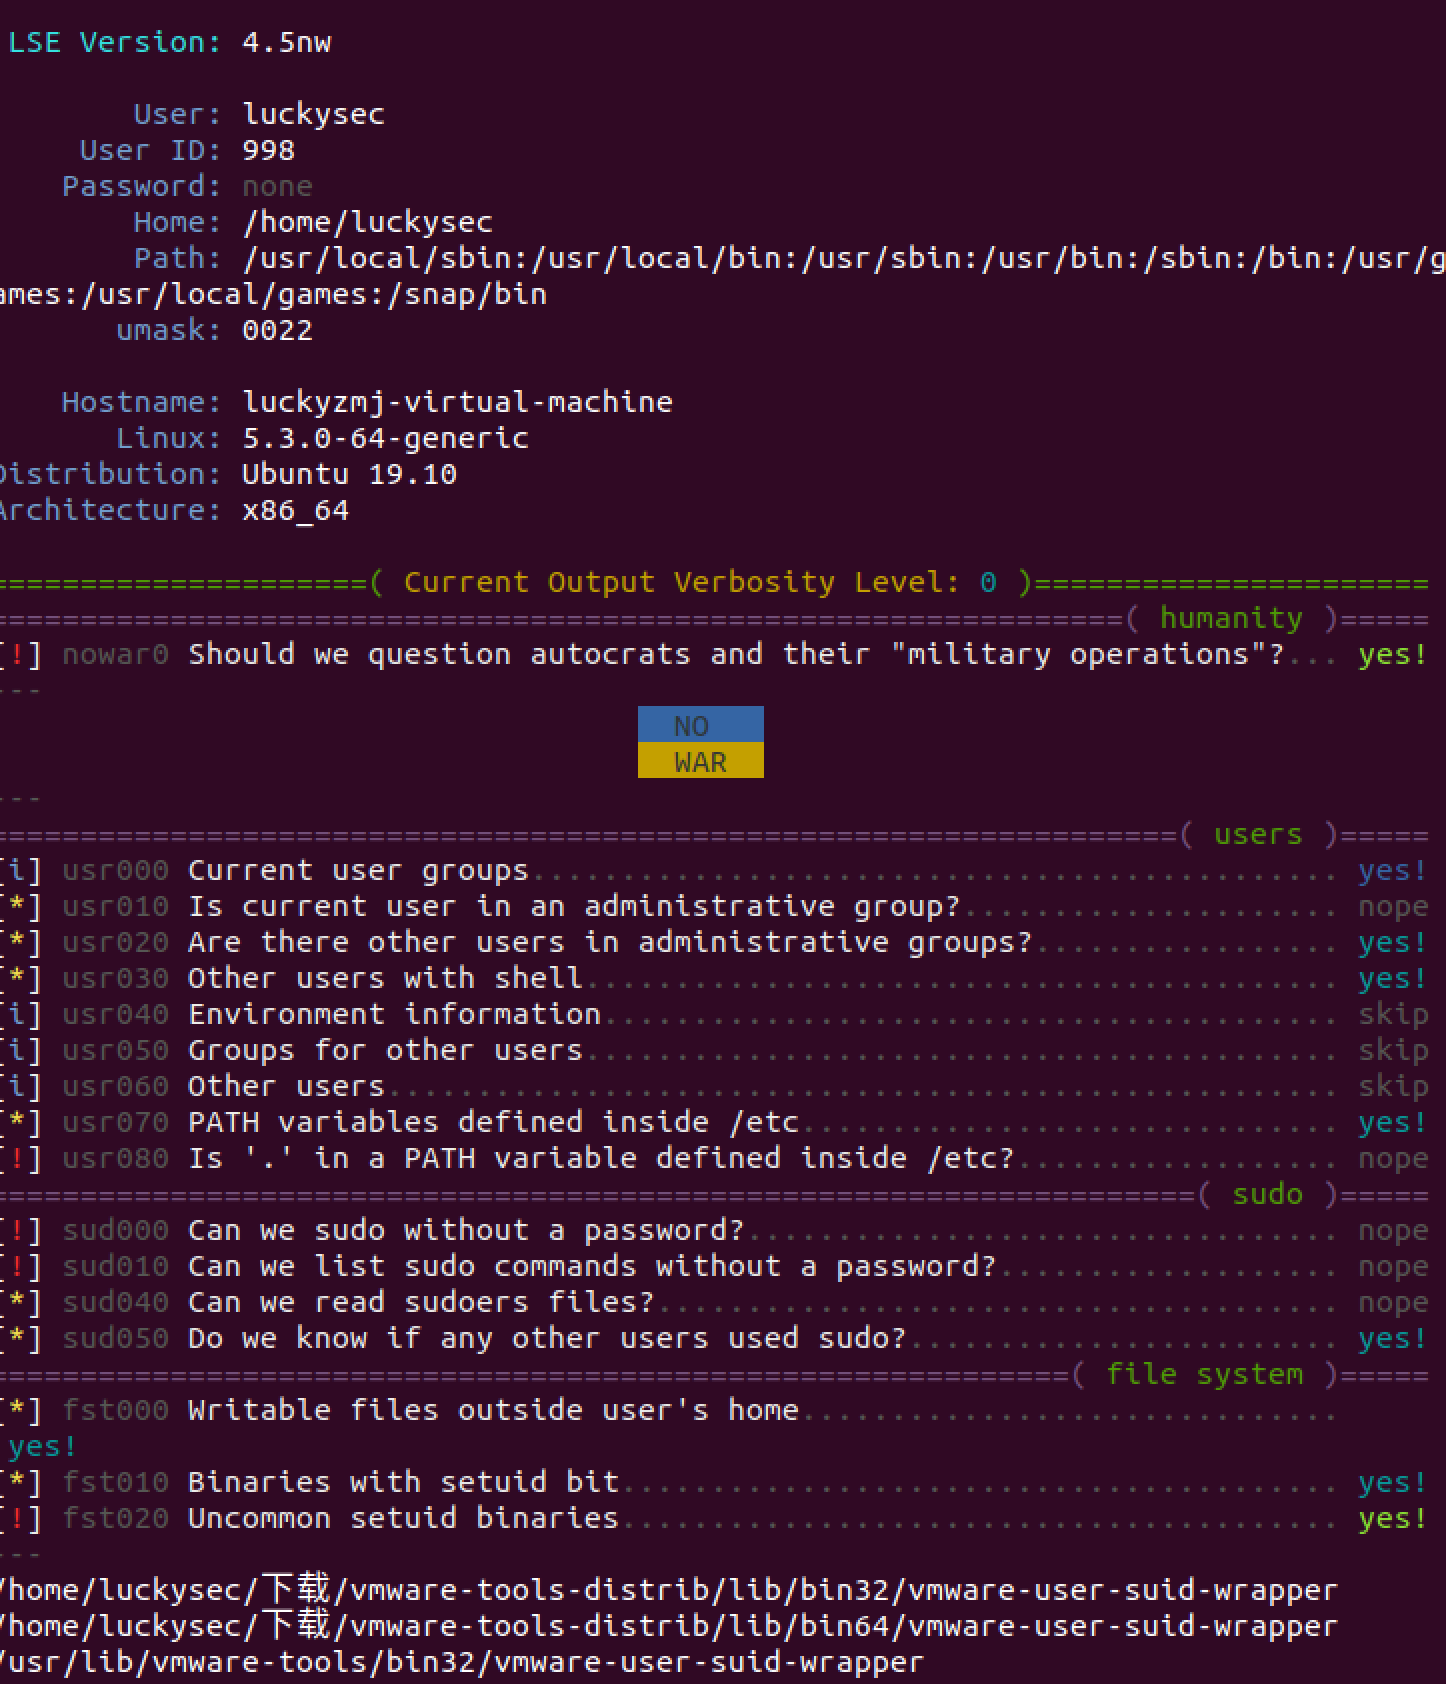 LSE Version: 4.5nw
User: luckysec
User ID: 998
Password: none
Home: /home/luckysec
Path: /usr/local/sbin:/usr/local/bin:/usr/sbin:/usr/bin:/sbin:/bin:/usr/g
ames:/usr/local/games:/snap/bin
umask: 0022
Hostname: luckyzmj-virtual-machine
Linux: 5.3.0-64-generic
Distribution: Ubuntu 19.10
Architecture: x86_64
=====================( Current Output Verbosity Level: 0 )======================
===============================================================( humanity )=====
[!] nowar0 Should we question autocrats and their "military operations"?... yes!
---
NO
WAR
---
==================================================================( users )=====
[i] usr000 Current user groups............................................. yes!
[*] usr010 Is current user in an administrative group?..................... nope
[*] usr020 Are there other users in administrative groups?................. yes!
[*] usr030 Other users with shell.......................................... yes!
[i] usr040 Environment information......................................... skip
[i] usr050 Groups for other users.......................................... skip
[i] usr060 Other users..................................................... skip
[*] usr070 PATH variables defined inside /etc.............................. yes!
[!] usr080 Is '.' in a PATH variable defined inside /etc?.................. nope
===================================================================( sudo )=====
[!] sud000 Can we sudo without a password?................................. nope
[!] sud010 Can we list sudo commands without a password?................... nope
[*] sud040 Can we read sudoers files?...................................... nope
[*] sud050 Do we know if any other users used sudo?........................ yes!
============================================================( file system )=====
[*] fst000 Writable files outside user's home..............................
yes!
[*] fst010 Binaries with setuid bit........................................ yes!
[!] fst020 Uncommon setuid binaries........................................ yes!
---
/home/luckysec/下载/vmware-tools-distrib/lib/bin32/vmware-user-suid-wrapper
/home/luckysec/下载/vmware-tools-distrib/lib/bin64/vmware-user-suid-wrapper
/usr/lib/vmware-tools/bin32/vmware-user-suid-wrapper